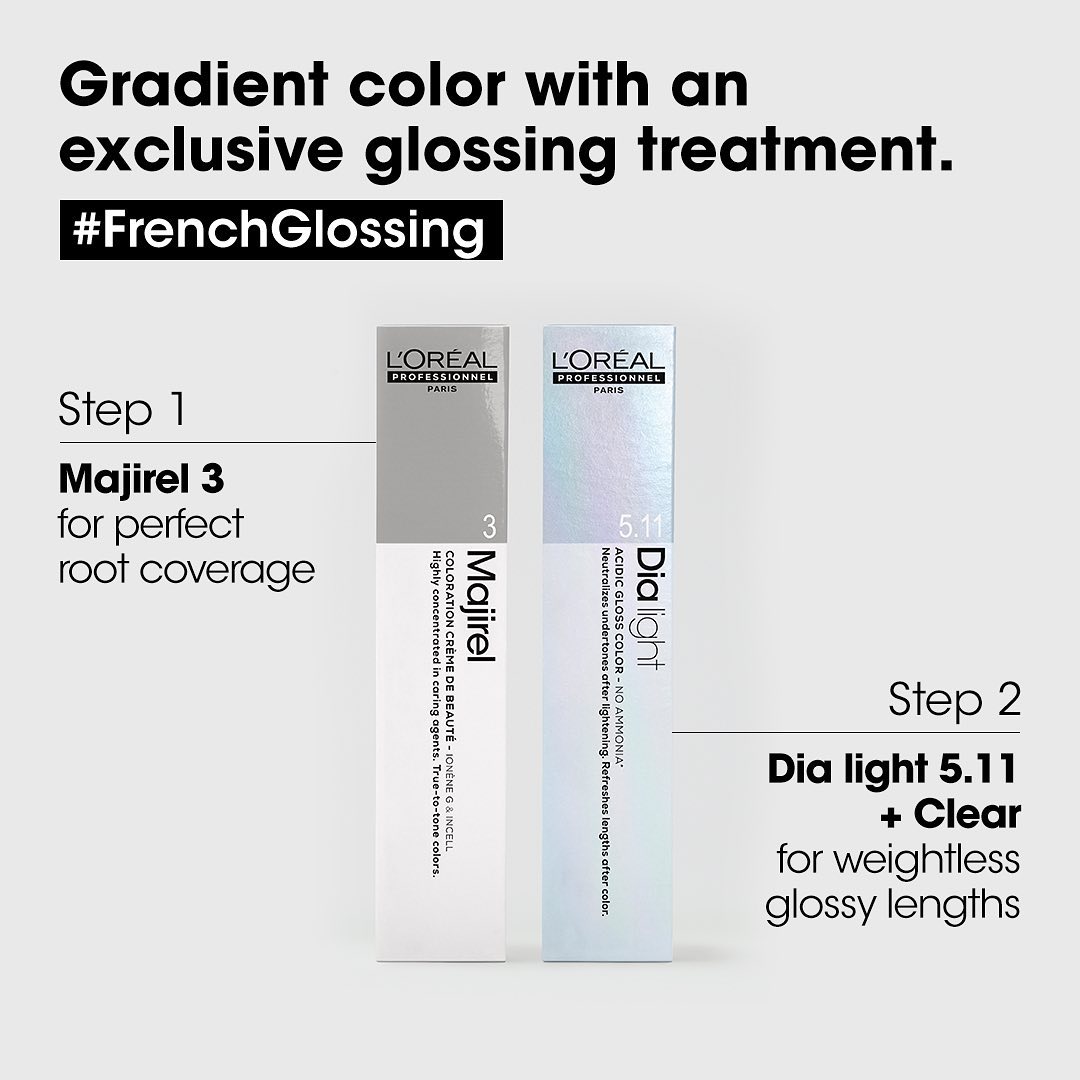 Gradient color with an
exclusive glossing treatment.
#FrenchGlossing
Step 1
Majirel 3
for perfect
root coverage
L'ORÉAL
PROFESSIONNEL
PARIS
3
Majirel
COLORATION CRÈME DE BEAUTÉ - IONÈNE G & INCELL
Highly concentrated in caring agents. True-to-tone colors.
L'ORÉAL
PROFESSIONNEL
PARIS
5.11
Dia light
ACIDIC GLOSS COLOR - NO AMMONIA*
Neutralizes undertones after lightening. Refreshes lengths after color.
Step 2
Dia light 5.11
+ Clear
for weightless
glossy lengths